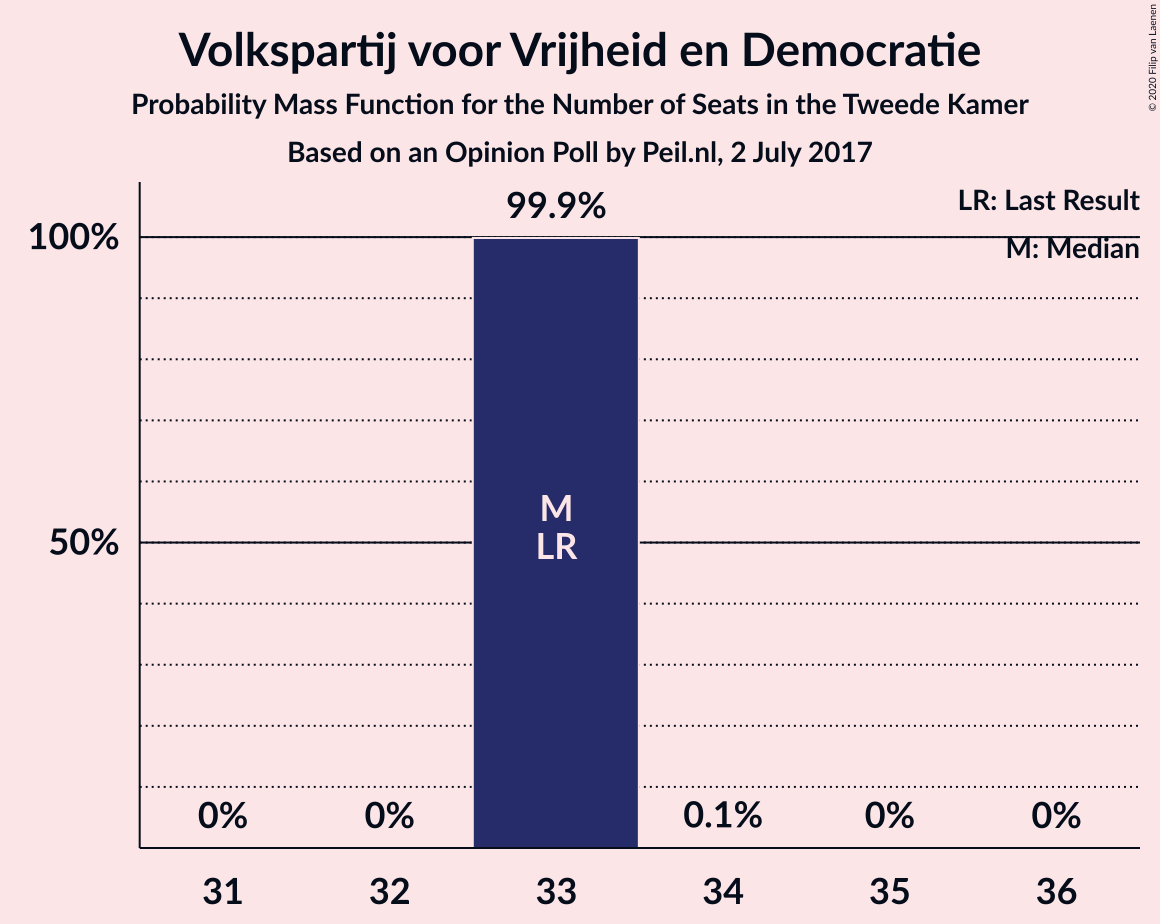 Volkspartij voor Vrijheid en Democratie
Probability Mass Function for the Number of Seats in the Tweede Kamer
Based on an Opinion Poll by Peil.nl, 2 July 2017
© 2020 Filip van Laenen
LR: Last Result
M: Median
99.9%
100%
50%
M
LR
0%
0%
0.1%
0%
0%
31
32
33
34
35
36